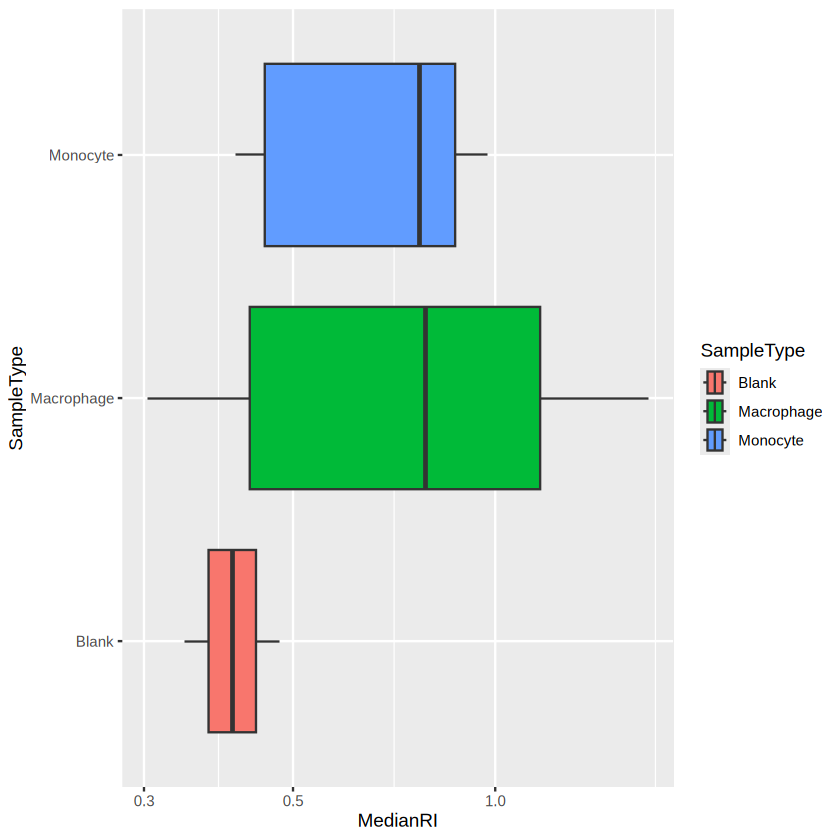 Monocyte
Macrophage
Blank
SampleType
0.3
0.5
1.0
MedianRI
SampleType
Blank
Macrophage
Monocyte